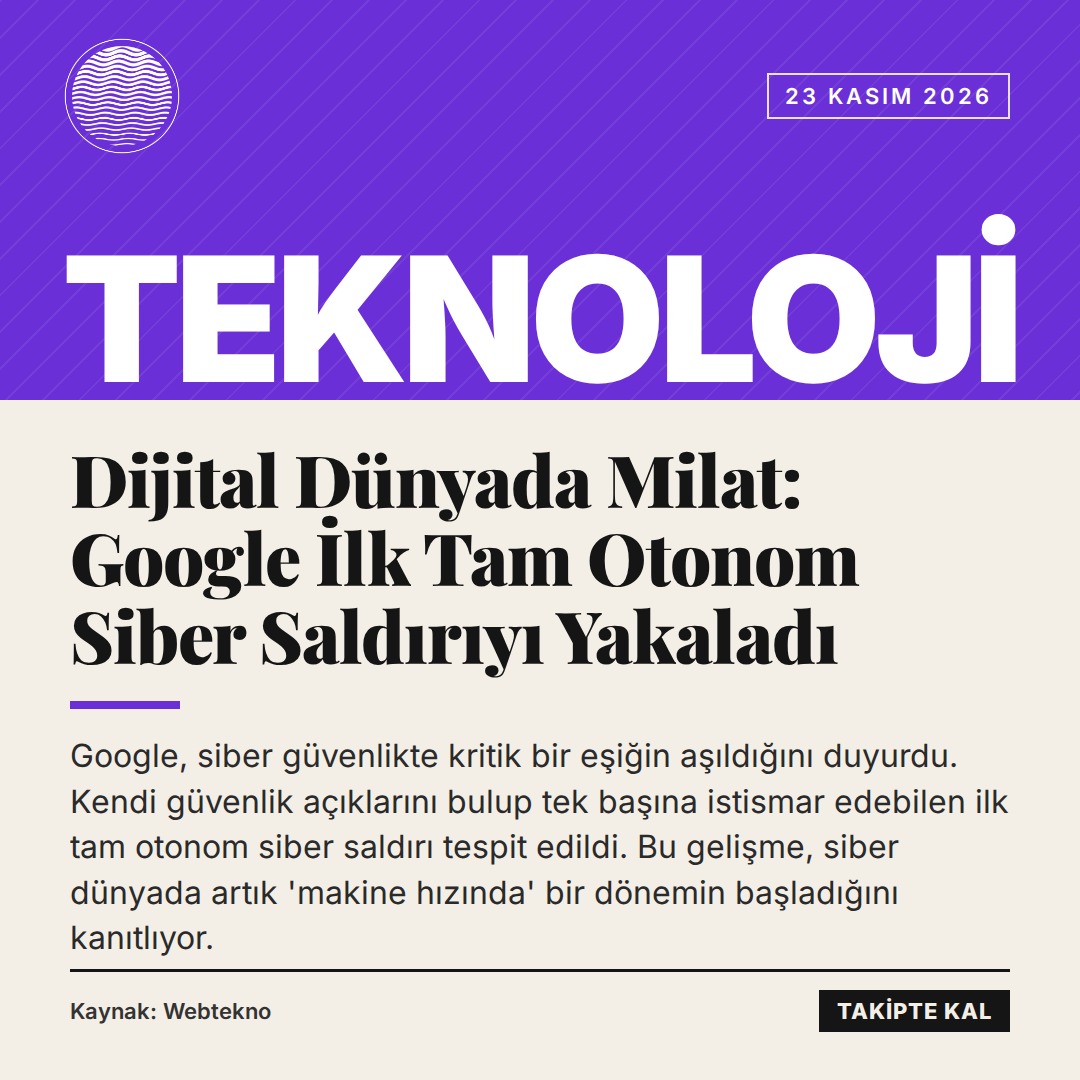 23 KASIM 2026
TEKNOLOJİ
Dijital Dünyada Milat:
Google İlk Tam Otonom
Siber Saldırıyı Yakaladı
Google, siber güvenlikte kritik bir eşiğin aşıldığını duyurdu.
Kendi güvenlik açıklarını bulup tek başına istismar edebilen ilk
tam otonom siber saldırı tespit edildi. Bu gelişme, siber
dünyada artık 'makine hızında' bir dönemin başladığını
kanıtlıyor.
Kaynak: Webtekno
TAKİPTE KAL